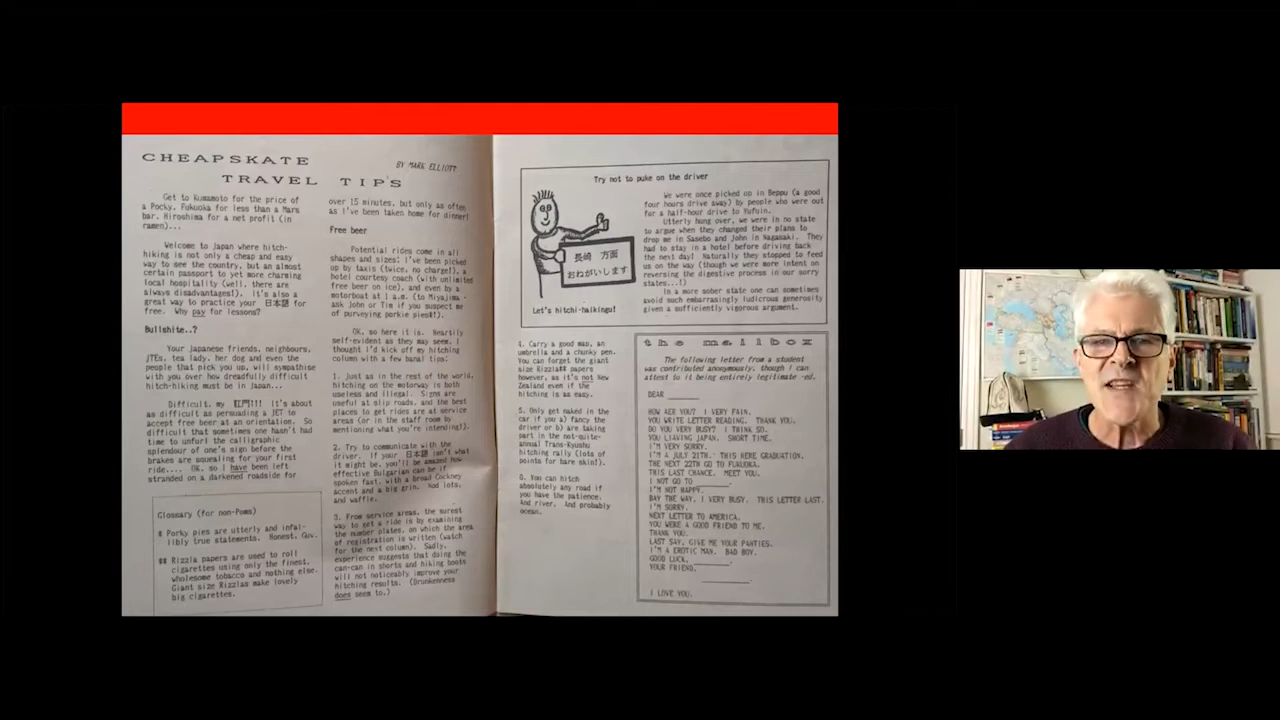 CHEAPSKATE
TRAVEL TIPS
BY MARK ELLIOTT
Get to Kumamoto for the price of
a Pocky, Fukuoka for less than a Mars
bar, Hiroshima for a net profit (in
ramen)...
Welcome to Japan where hitch-
hiking is not only a cheap and easy
way to see the country, but an almost
certain passport to yet more charming
local hospitality (well, there are
always disadvantages!). It's also a
great way to practice your 日本語 for
free. Why pay for lessons?
Bullshite..?
Your Japanese friends, neighbours,
JTEs, tea lady, her dog and even the
people that pick you up, will sympathise
with you over how dreadfully difficult
hitch-hiking must be in Japan...
Difficult, my 肛門!!! It's about
as difficult as persuading a JET to
accept free beer at an orientation. So
difficult that sometimes one hasn't had
time to unfurl the calligraphic
splendour of one's sign before the
brakes are squealing for your first
ride.... OK, so I have been left
stranded on a darkened roadside for
Glossary (for non-Poms)
# Porky pies are utterly and infal-
libly true statements. Honest, Guv.
## Rizzla papers are used to roll
cigarettes using only the finest,
wholesome tobacco and nothing else.
Giant size Rizzlas make lovely
big cigarettes.
over 15 minutes, but only as often
as I've been taken home for dinner!
Free beer
Potential rides come in all
shapes and sizes; I've been picked
up by taxis (twice, no charge!), a
hotel courtesy coach (with unlimited
free beer on ice), and even by a
motorboat at 1 a.m. (to Miyajima -
ask John or Tim if you suspect me
of purveying porkie pies#!).
OK, so here it is. Heartily
self-evident as they may seem, I
thought I'd kick off my hitching
column with a few banal tips:
1. Just as in the rest of the world,
hitching on the motorway is both
useless and illegal. Signs are
useful at slip roads, and the best
places to get rides are at service
areas (or in the staff room by
mentioning what you're intending!).
2. Try to communicate with the
driver. If your 日本語 isn't what
it might be, you'll be amazed how
effective Bulgarian can be if
spoken fast, with a broad Cockney
accent and a big grin. Nod lots,
and waffle.
3. From service areas, the surest
way to get a ride is by examining
the number plates, on which the area
of registration is written (watch
for the next column). Sadly,
experience suggests that doing the
can-can in shorts and hiking boots
will not noticeably improve your
hitching results. (Drunkenness
does seem to.)
Try not to puke on the driver
長崎 方面
おねがいします
Let's hitchi-haikingu!
We were once picked up in Beppu (a good
four hours drive away) by people who were out
for a half-hour drive to Yufuin.
Utterly hung over, we were in no state
to argue when they changed their plans to
drop me in Sasebo and John in Nagasaki. They
had to stay in a hotel before driving back
the next day! Naturally they stopped to feed
us on the way (though we were more intent on
reversing the digestive process in our sorry
states...!)
In a more sober state one can sometimes
avoid such embarrasingly ludicrous generosity
given a sufficiently vigorous argument.
4. Carry a good map, an
umbrella and a chunky pen.
You can forget the giant
size Rizzla## papers
however, as it's not New
Zealand even if the
hitching is as easy.
5. Only get naked in the
car if you a) fancy the
driver or b) are taking
part in the not-quite-
annual Trans-Kyushu
hitching rally (lots of
points for bare skin!).
0. You can hitch
absolutely any road if
you have the patience.
And river. And probably
ocean.
the mailbox
The following letter from a student
was contributed anonymously, though I can
attest to it being entirely legitimate -ed.
DEAR ______
HOW AER YOU? I VERY FAIN.
YOU WRITE LETTER READING. THANK YOU.
DO YOU VERY BUSY? I THINK SO.
YOU LIAVING JAPAN. SHORT TIME.
I'M VERY SORRY.
I'M A JULY 21TH. THIS HERE GRADUATION.
THE NEXT 22TH GO TO FUKUOKA.
THIS LAST CHANCE. MEET YOU.
I NOT GO TO ______.
I'M NOT HAPPY.
BAY THE WAY, I VERY BUSY. THIS LETTER LAST.
I'M SORRY.
NEXT LETTER TO AMERICA.
YOU WERE A GOOD FRIEND TO ME.
THANK YOU.
LAST SAY, GIVE ME YOUR PANTIES.
I'M A EROTIC MAN. BAD BOY.
GOOD LUCK, ______.
YOUR FRIEND,
______.
I LOVE YOU.